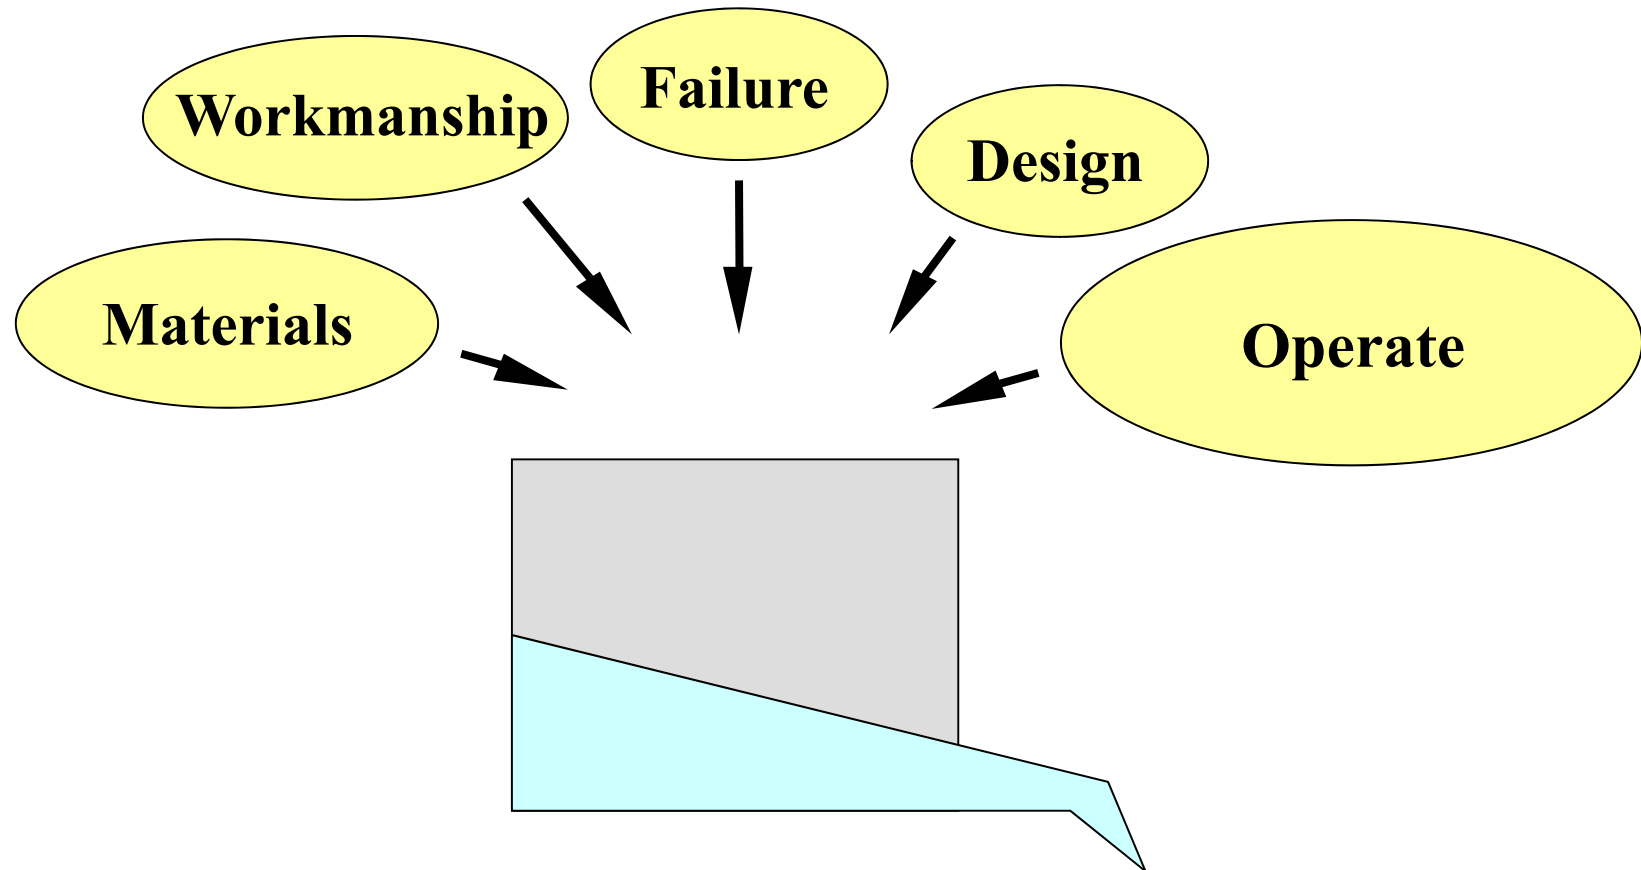 Failure
Workmanship
Design
Materials
Operate